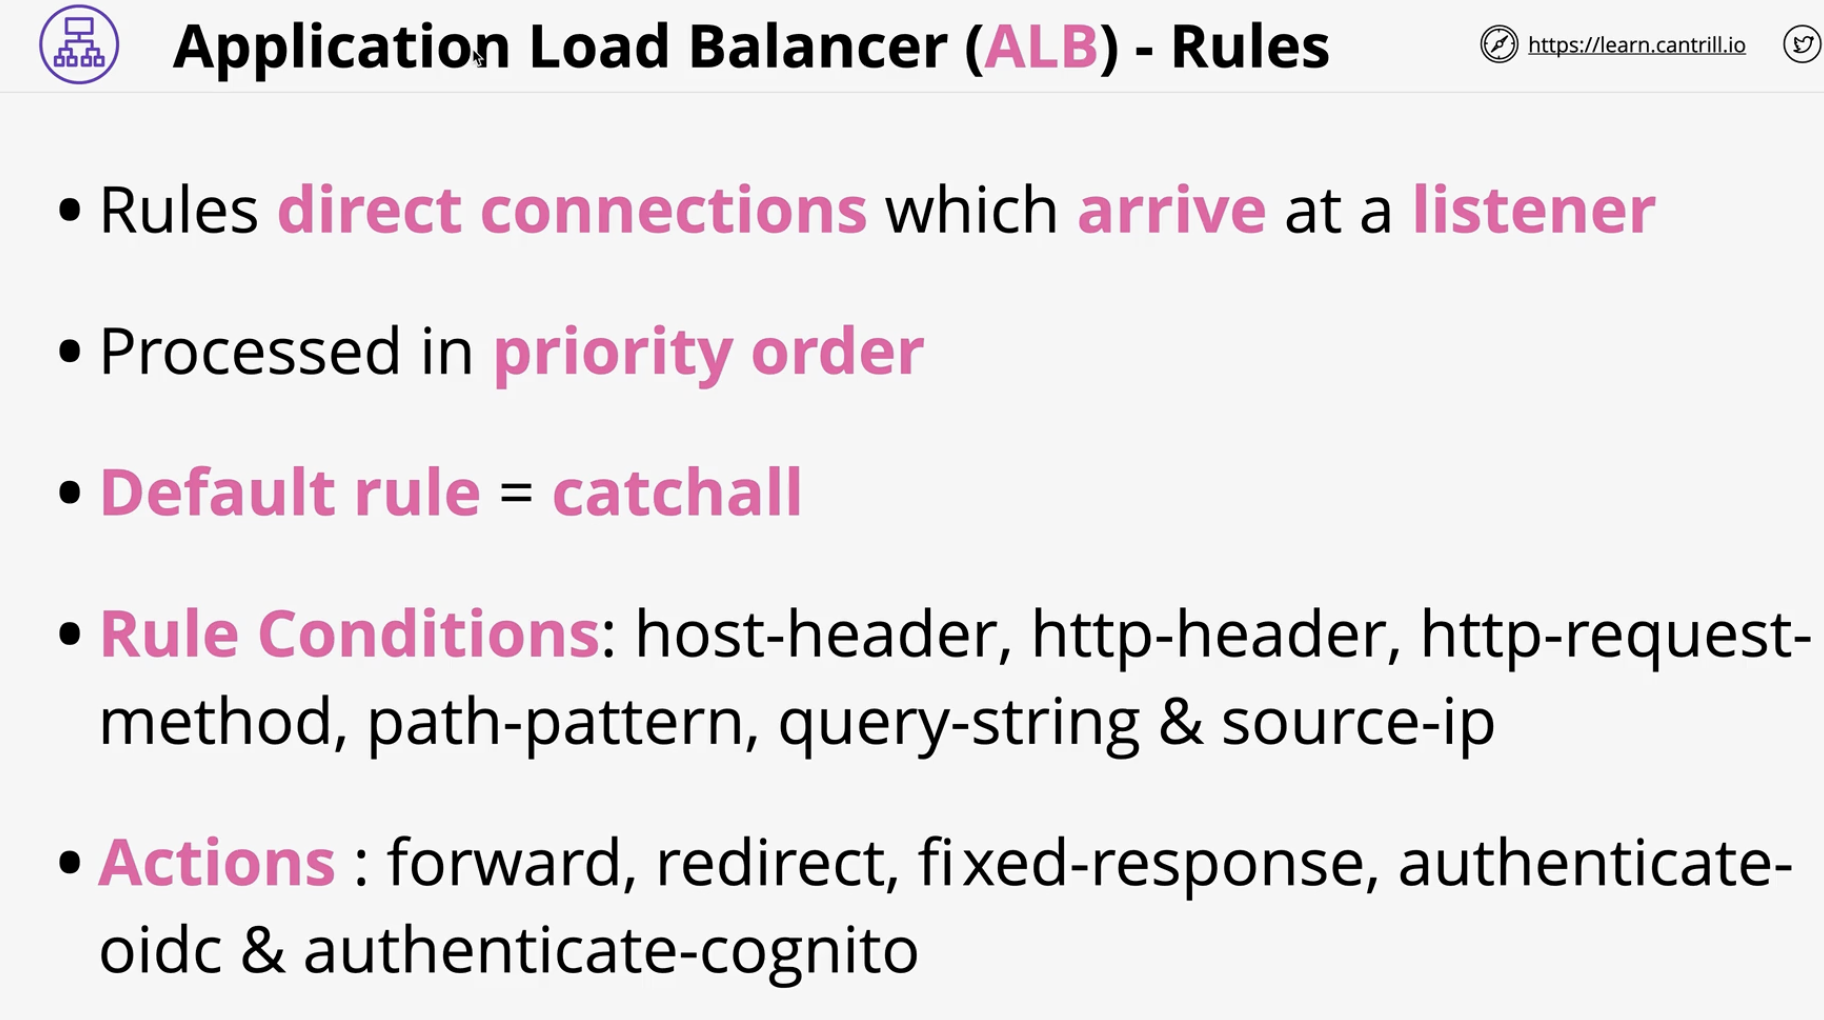 Application Load Balancer (ALB) - Rules
https://learn.cantrill.io
• Rules direct connections which arrive at a listener
• Processed in priority order
• Default rule = catchall
• Rule Conditions: host-header, http-header, http-request-
method, path-pattern, query-string & source-ip
• Actions : forward, redirect, fixed-response, authenticate-
oidc & authenticate-cognito